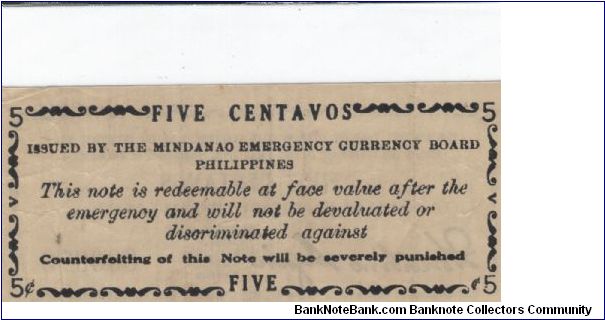 5 FIVE CENTAVOS 5
ISSUED BY THE MINDANAO EMERGENCY CURRENCY BOARD
PHILIPPINES
This note is redeemable at face value after the
emergency and will not be devaluated or
discriminated against
Counterfeiting of this Note will be severely punished
V V
5¢ FIVE ¢5
BankNoteBank.com Banknote Collectors Community